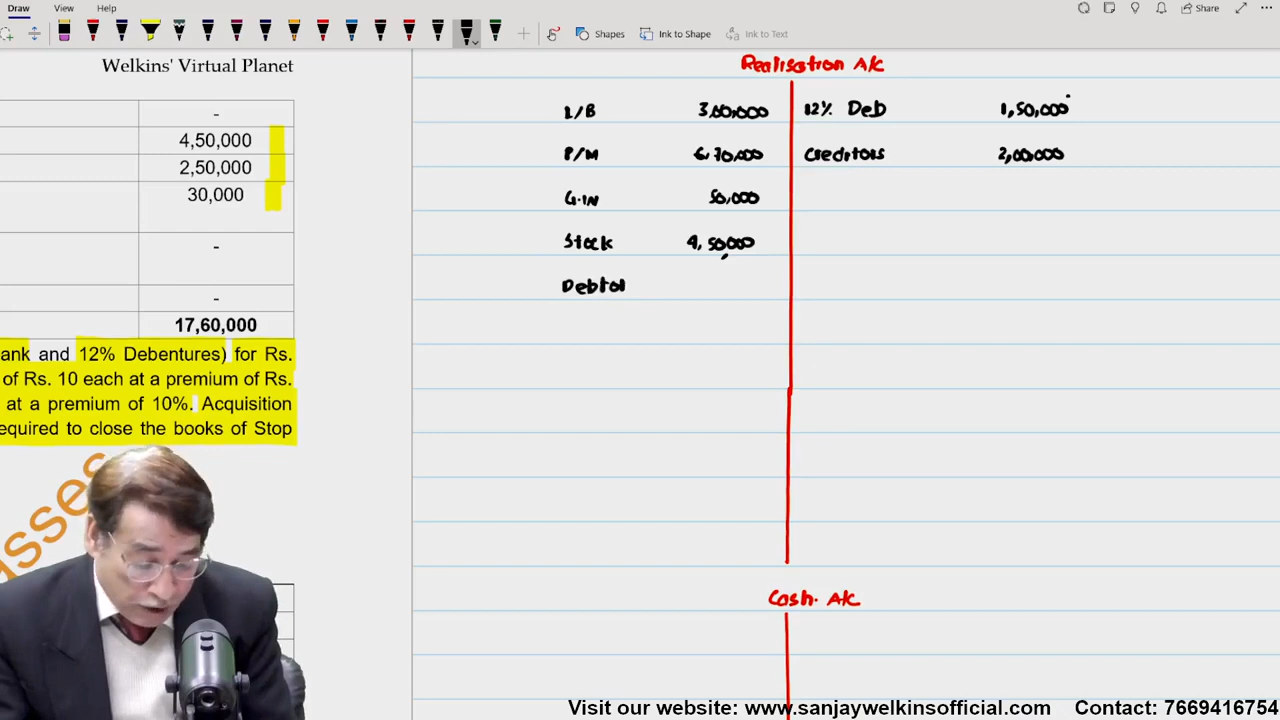 Draw View Help
Share
Shapes Ink to Shape Ink to Text
Welkins' Virtual Planet
-
4,50,000
2,50,000
30,000
-
-
17,60,000
ank and 12% Debentures) for Rs.
of Rs. 10 each at a premium of Rs.
at a premium of 10%. Acquisition
equired to close the books of Stop
asses
Realisation A/c
L/B 3,00,000 12% Deb 1,50,000
P/M 6,70,000 Creditors 2,00,000
G.IN 50,000
Stock 4,50,000
Debtor
Cash. A/c
Visit our website: www.sanjaywelkinsofficial.com Contact: 7669416754